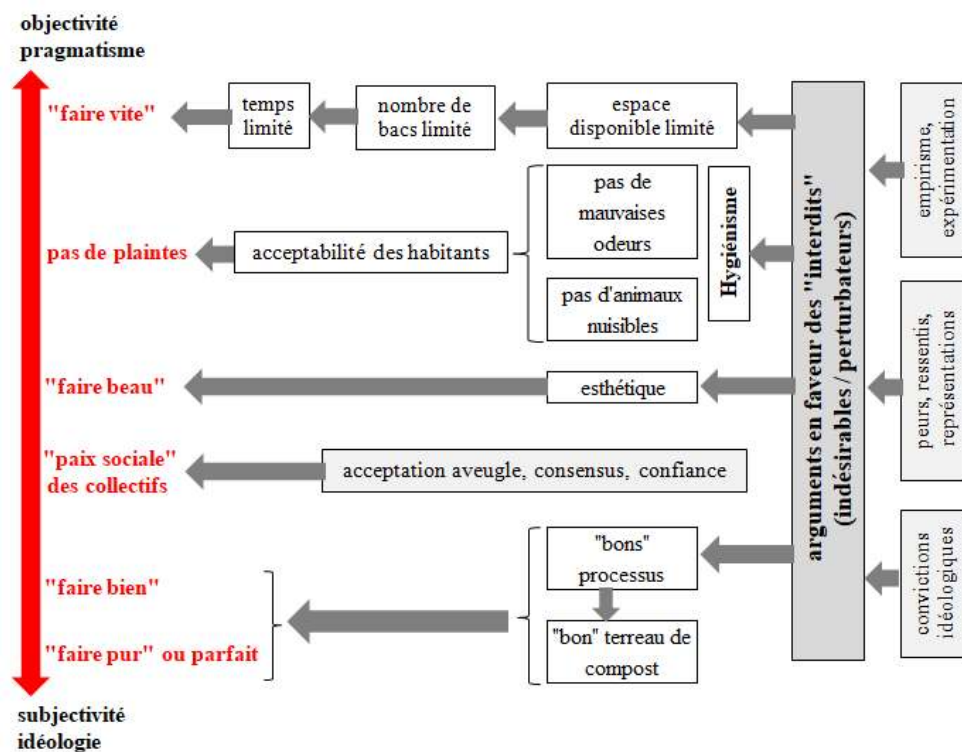 objectivité
pragmatisme
"faire vite"
temps
limité
nombre de
bacs limité
espace
disponible limité
pas de plaintes
acceptabilité des habitants
pas de
mauvaises
odeurs
pas d'animaux
nuisibles
Hygiénisme
"faire beau"
esthétique
"paix sociale"
des collectifs
acceptation aveugle, consensus, confiance
"faire bien"
"faire pur" ou parfait
"bons"
processus
"bon" terreau de
compost
arguments en faveur des "interdits"
(indésirables / perturbateurs)
empirisme,
expérimentation
peurs, ressentis,
représentations
convictions
idéologiques
subjectivité
idéologie